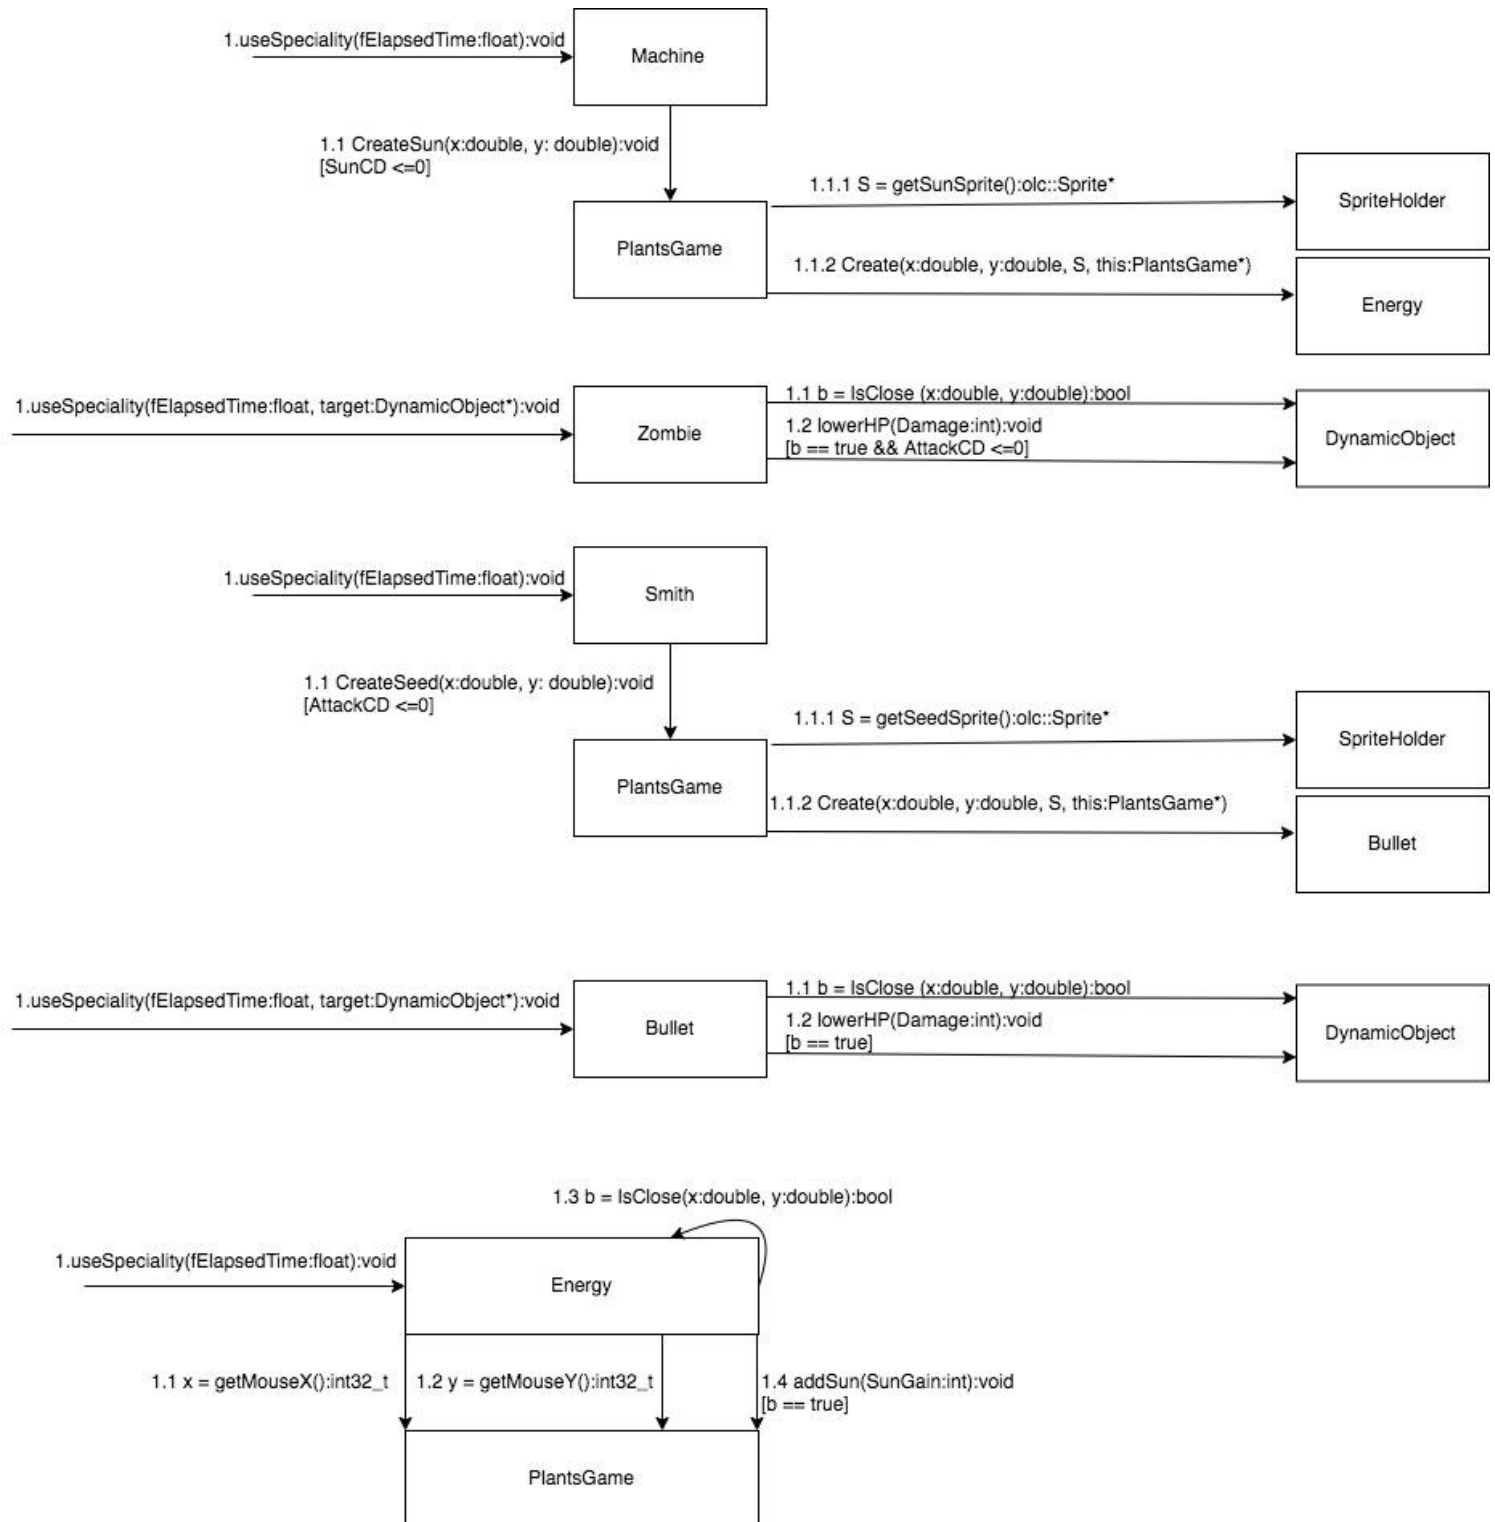 1.useSpeciality(fElapsedTime:float):void
Machine
1.1 CreateSun(x:double, y: double):void
[SunCD <=0]
1.1.1 S = getSunSprite():olc::Sprite*
SpriteHolder
PlantsGame
1.1.2 Create(x:double, y:double, S, this:PlantsGame*)
Energy
1.useSpeciality(fElapsedTime:float, target:DynamicObject*):void
Zombie
1.1 b = IsClose (x:double, y:double):bool
1.2 lowerHP(Damage:int):void
[b == true && AttackCD <=0]
DynamicObject
1.useSpeciality(fElapsedTime:float):void
Smith
1.1 CreateSeed(x:double, y: double):void
[AttackCD <=0]
1.1.1 S = getSeedSprite():olc::Sprite*
SpriteHolder
PlantsGame
1.1.2 Create(x:double, y:double, S, this:PlantsGame*)
Bullet
1.useSpeciality(fElapsedTime:float, target:DynamicObject*):void
Bullet
1.1 b = IsClose (x:double, y:double):bool
1.2 lowerHP(Damage:int):void
[b == true]
DynamicObject
1.3 b = IsClose(x:double, y:double):bool
1.useSpeciality(fElapsedTime:float):void
Energy
1.1 x = getMouseX():int32_t
1.2 y = getMouseY():int32_t
1.4 addSun(SunGain:int):void
[b == true]
PlantsGame